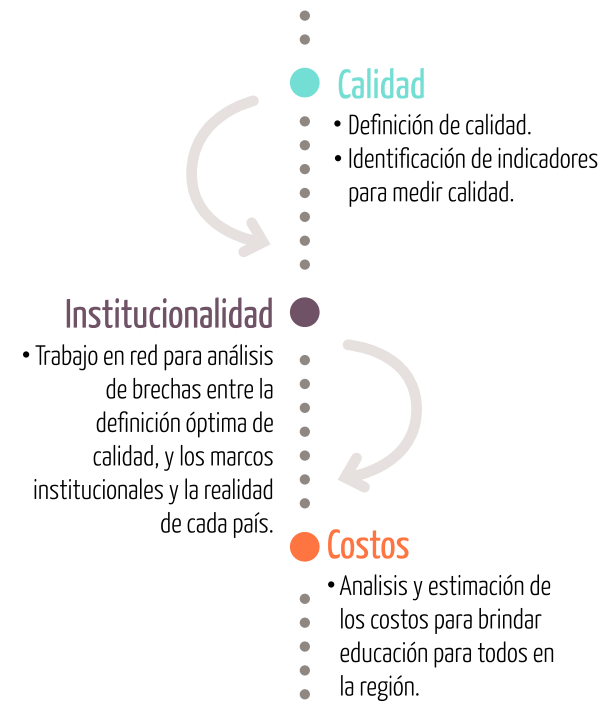 Calidad
• Definición de calidad.
• Identificación de indicadores
para medir calidad.
Institucionalidad
• Trabajo en red para análisis
de brechas entre la
definición óptima de
calidad, y los marcos
institucionales y la realidad
de cada país.
Costos
• Analisis y estimación de
los costos para brindar
educación para todos en
la región.